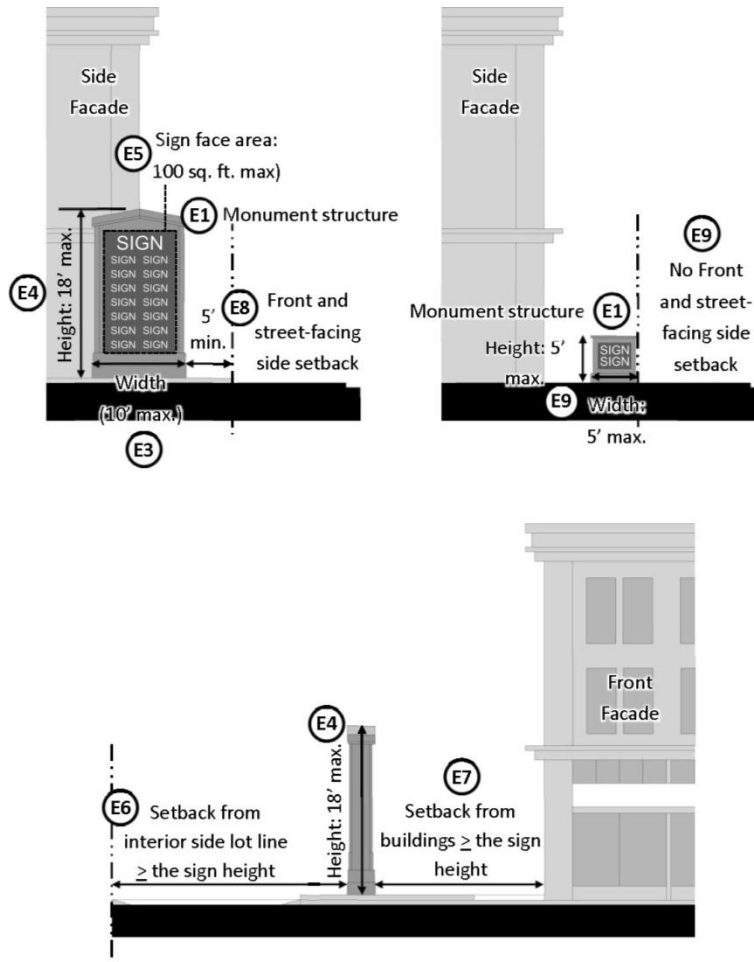 Side
Facade
E5
Sign face area:
100 sq. ft. max)
E1
Monument structure
SIGN
SIGN SIGN
SIGN SIGN
SIGN SIGN
SIGN SIGN
SIGN SIGN
SIGN SIGN
SIGN SIGN
E4
Height: 18’ max.
5’
min.
E8
Front and
street-facing
side setback
Width
(10’ max.)
E3
Side
Facade
E9
No Front
and street-
facing side
setback
Monument structure
E1
Height: 5’
max.
SIGN
SIGN
E9
Width:
5’ max.
E6
Setback from
interior side lot line
≥ the sign height
E4
Height: 18’ max.
E7
Setback from
buildings ≥ the sign
height
Front
Facade